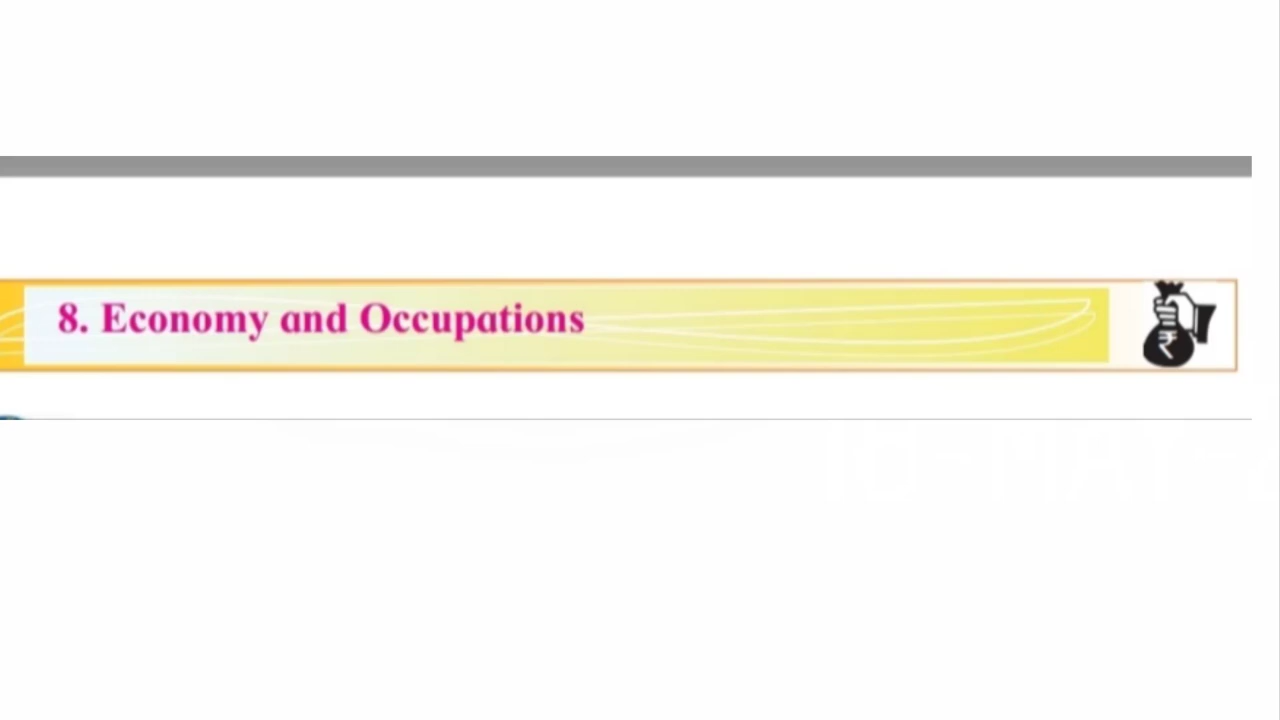 8. Economy and Occupations
₹